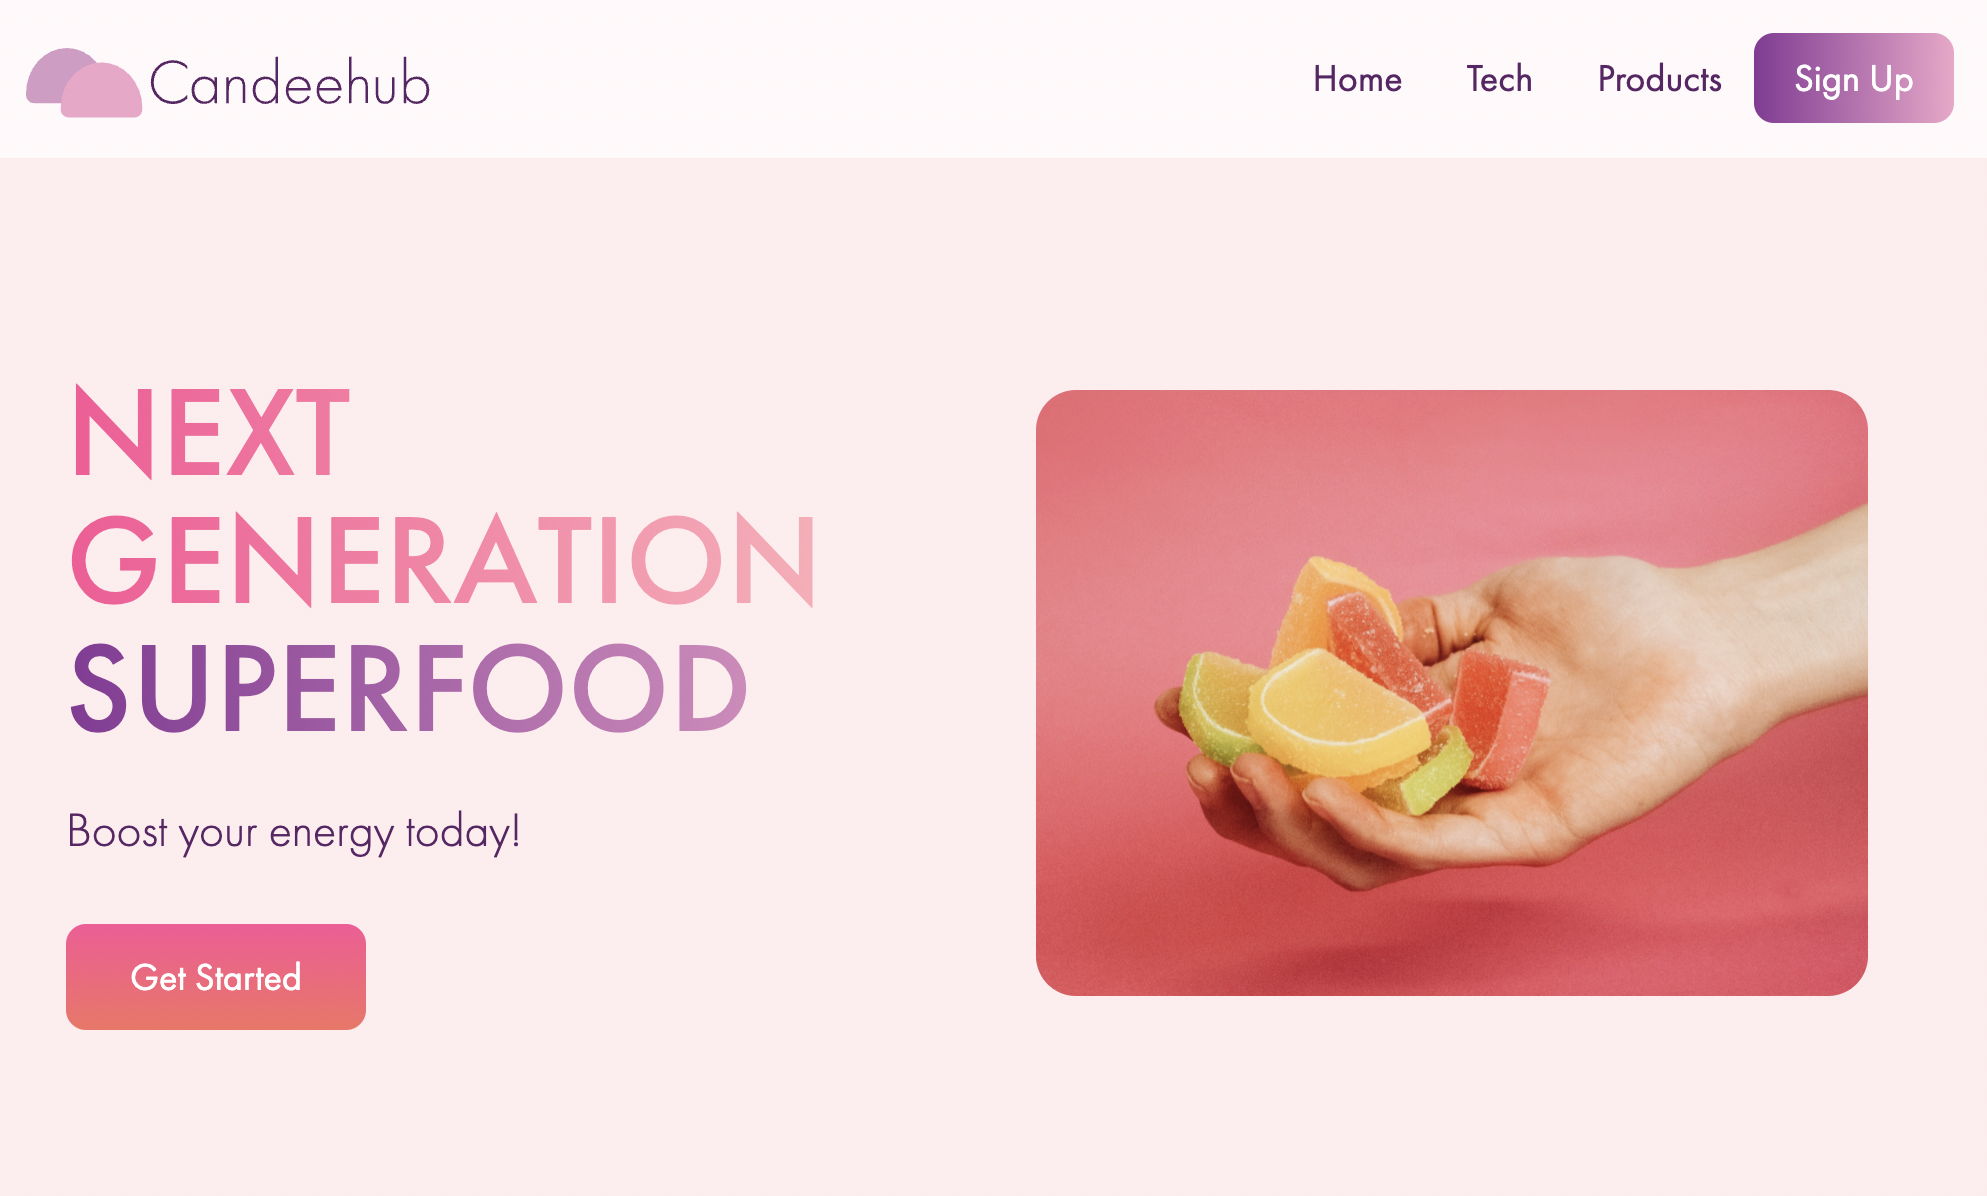 Candeehub
Home Tech Products Sign Up
NEXT
GENERATION
SUPERFOOD
Boost your energy today!
Get Started